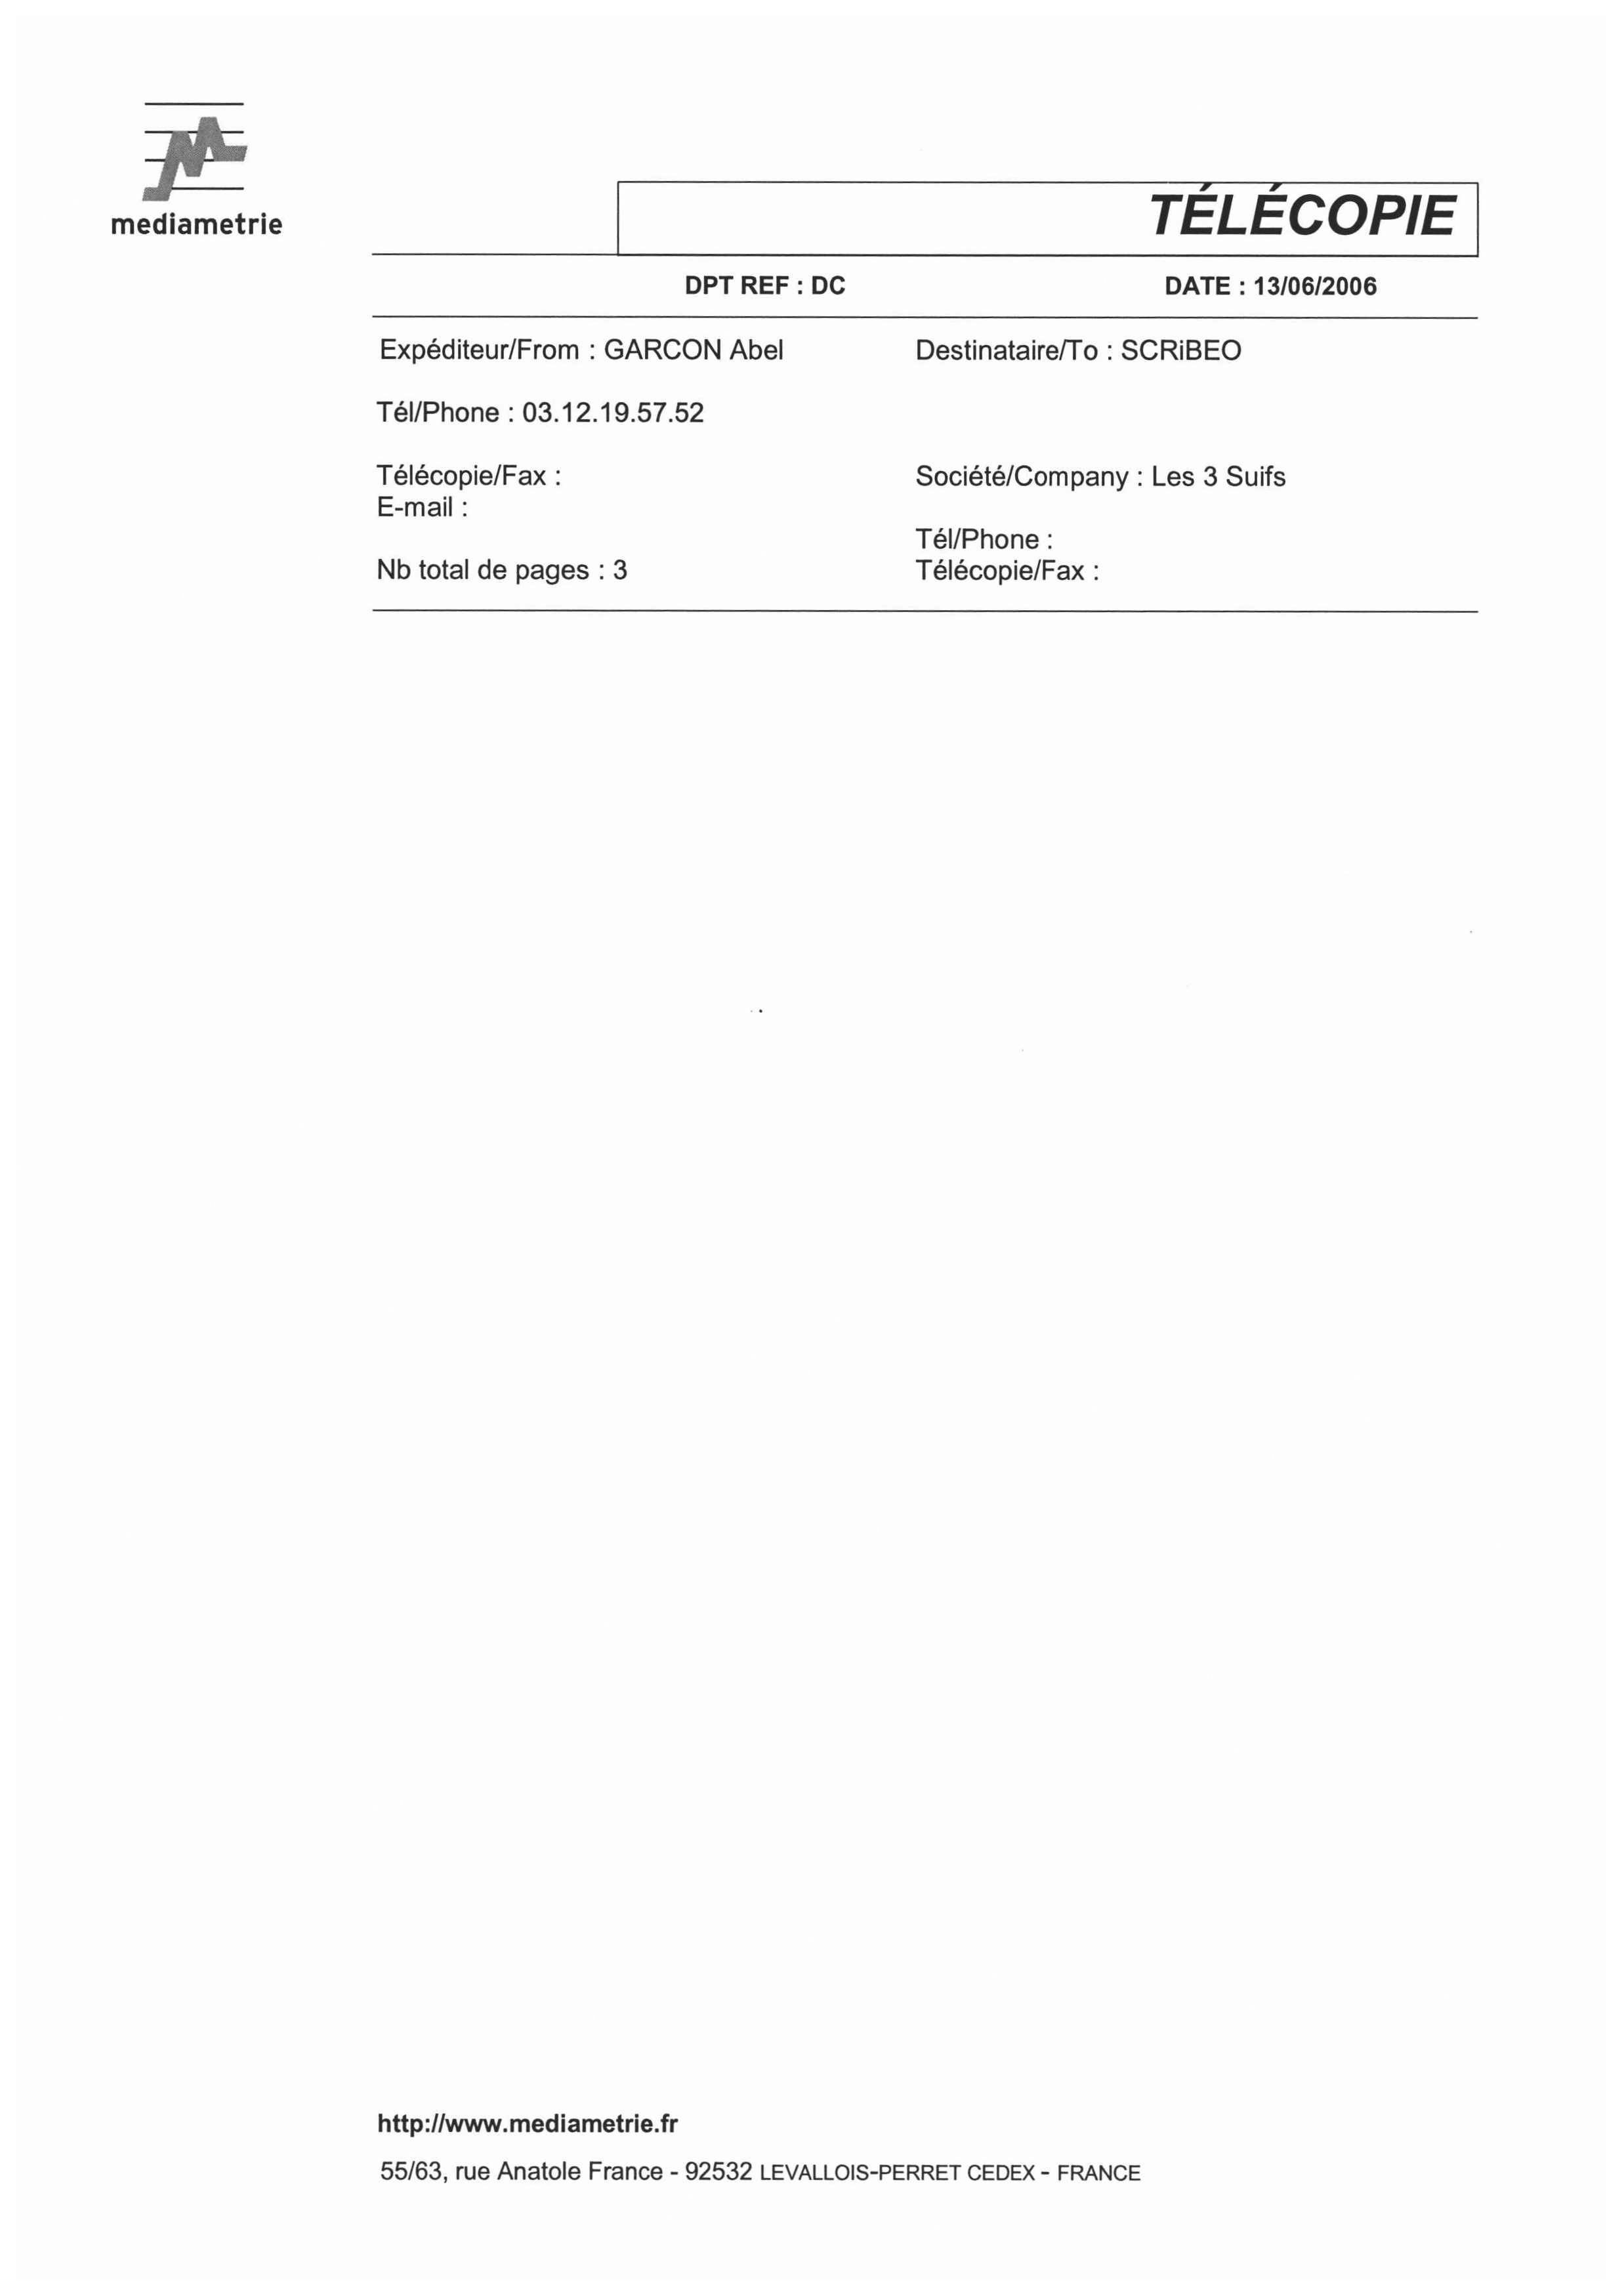 mediametrie
TÉLÉCOPIE
DPT REF : DC DATE : 13/06/2006
Expéditeur/From : GARCON Abel Destinataire/To : SCRiBEO
Tél/Phone : 03.12.19.57.52
Télécopie/Fax : Société/Company : Les 3 Suifs
E-mail :
Tél/Phone :
Nb total de pages : 3 Télécopie/Fax :
http://www.mediametrie.fr
55/63, rue Anatole France - 92532 LEVALLOIS-PERRET CEDEX - FRANCE